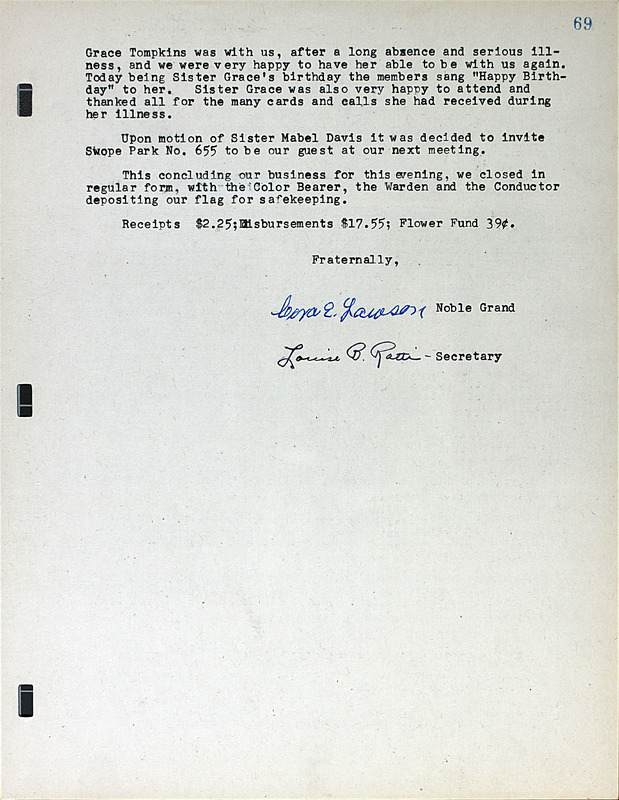 69
Grace Tompkins was with us, after a long absence and serious ill-
ness, and we were very happy to have her able to be with us again.
Today being Sister Grace's birthday the members sang "Happy Birth-
day" to her. Sister Grace was also very happy to attend and
thanked all for the many cards and calls she had received during
her illness.
Upon motion of Sister Mabel Davis it was decided to invite
Swope Park No. 655 to be our guest at our next meeting.
This concluding our business for this evening, we closed in
regular form, with the Color Bearer, the Warden and the Conductor
depositing our flag for safekeeping.
Receipts $2.25;Disbursements $17.55; Flower Fund 39¢.
Fraternally,
E. Lawson Noble Grand
Louise B. Ratti - Secretary